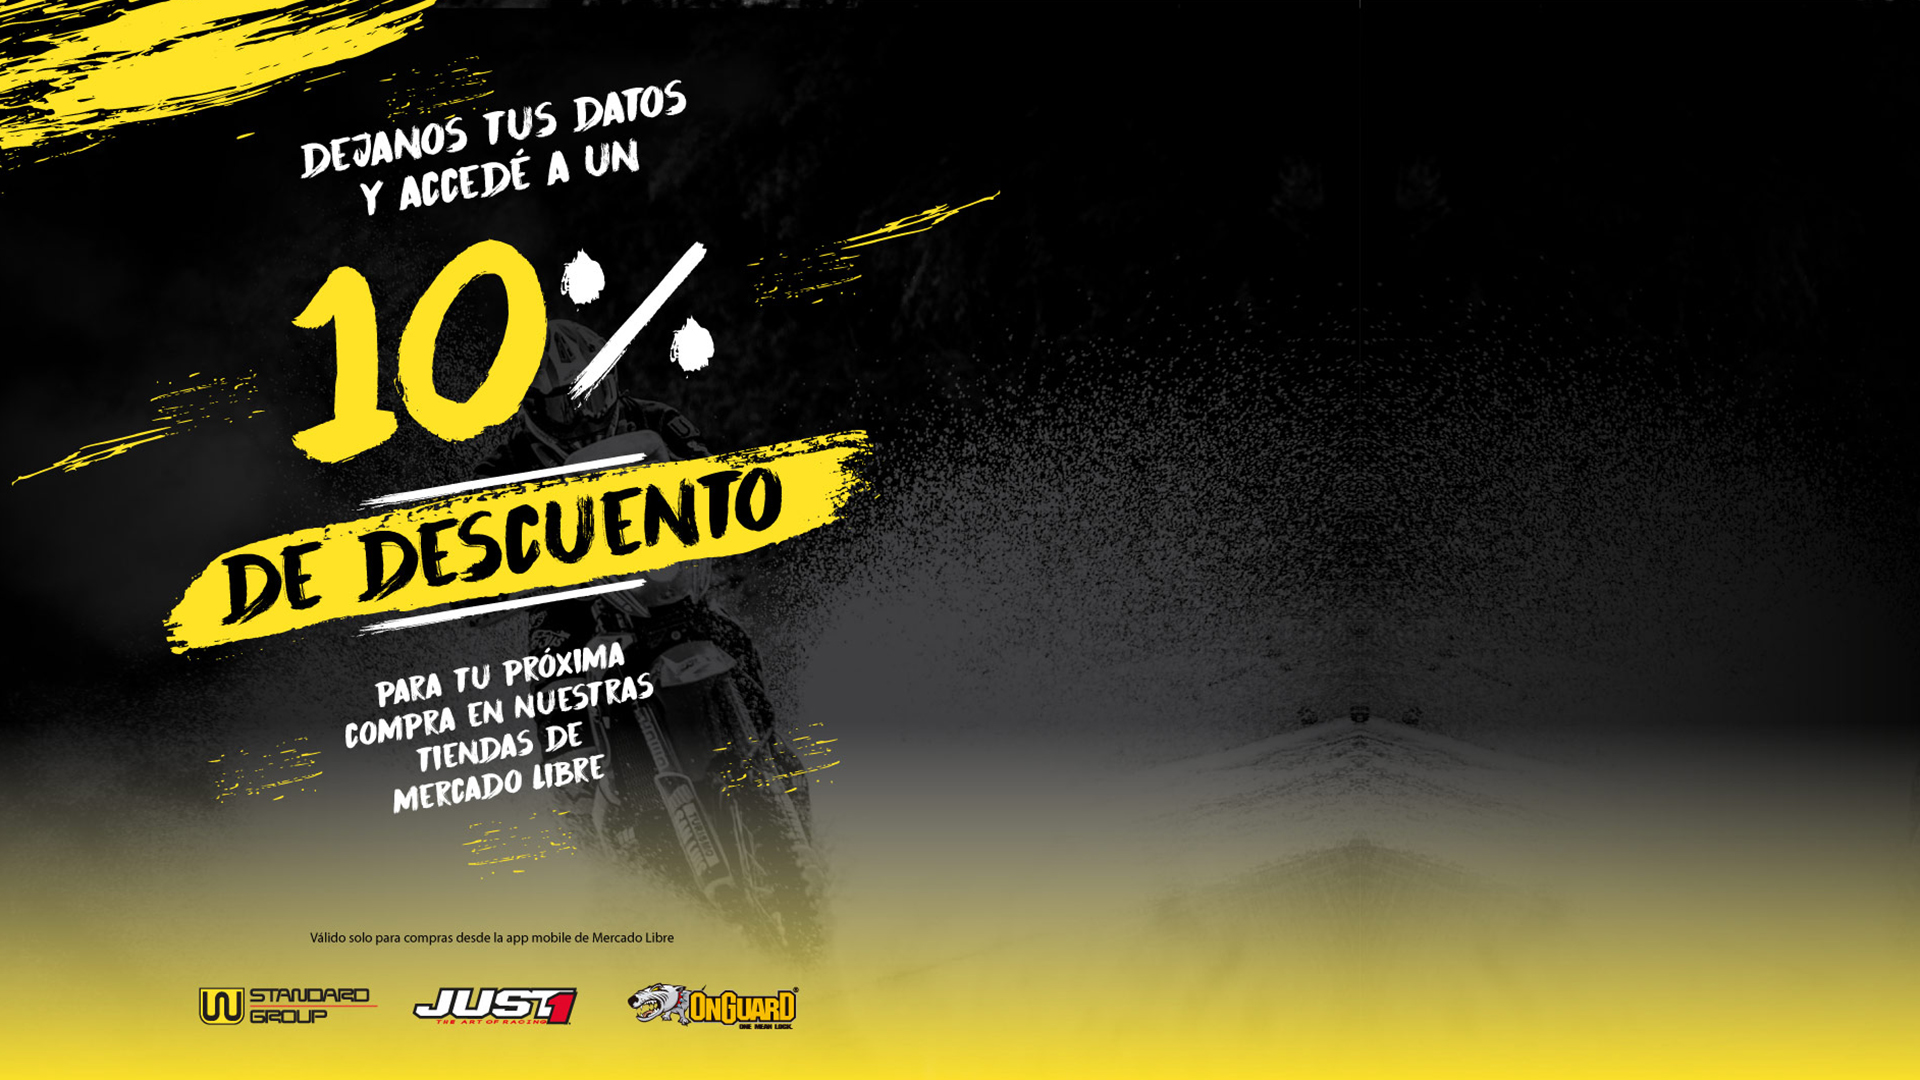 DEJANOS TUS DATOS
Y ACCEDÉ A UN
10%
DE DESCUENTO
PARA TU PRÓXIMA
COMPRA EN NUESTRAS
TIENDAS DE
MERCADO LIBRE
Válido solo para compras desde la app mobile de Mercado Libre
STANDARD
GROUP
JUST1
THE ART OF RACING
ONGUARD®
ONE MEAN LOCK.